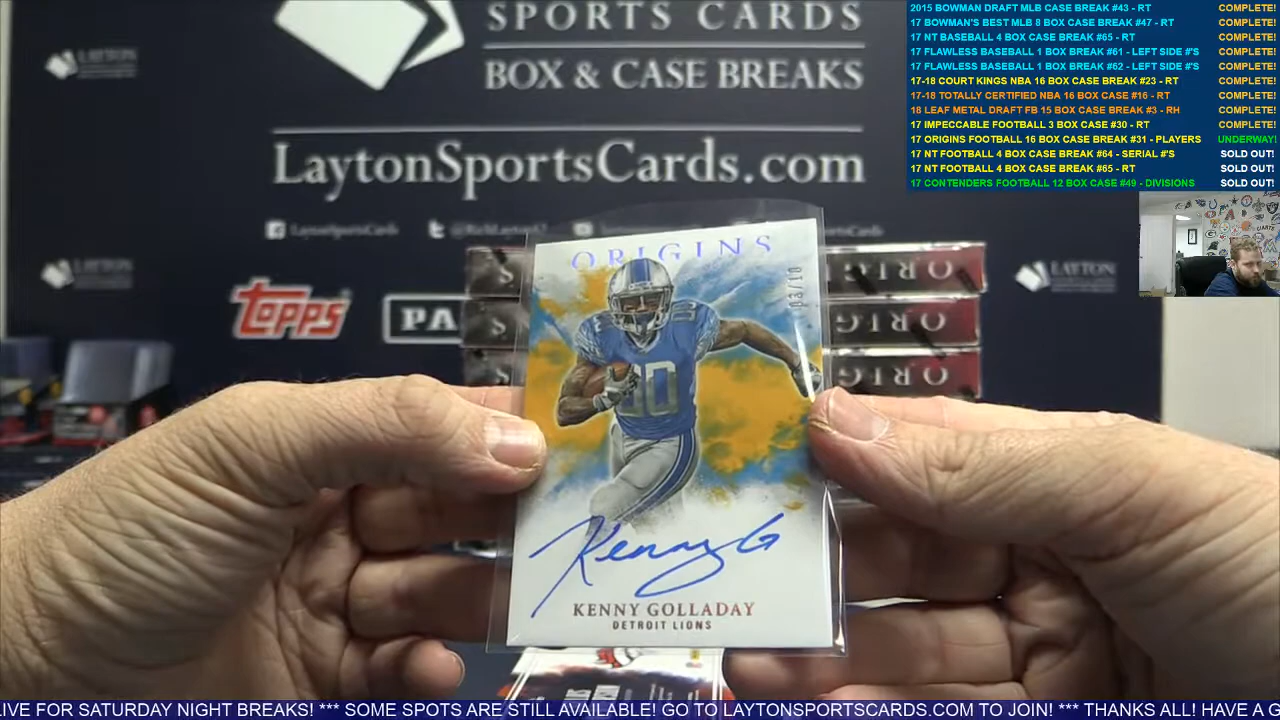 SPORTS CARDS
BOX & CASE BREAKS
LaytonSportsCards.com
LaytonSportsCards
LAYTON
LAYTON
LAYTON
Topps
PA
ORIG
ORIG
ORIG
ORIGINS
03/10
00
Kenny G
KENNY GOLLADAY
DETROIT LIONS
2015 BOWMAN DRAFT MLB CASE BREAK #43 - RT COMPLETE!
17 BOWMAN'S BEST MLB 8 BOX CASE BREAK #47 - RT COMPLETE!
17 NT BASEBALL 4 BOX CASE BREAK #65 - RT COMPLETE!
17 FLAWLESS BASEBALL 1 BOX BREAK #61 - LEFT SIDE #'S COMPLETE!
17 FLAWLESS BASEBALL 1 BOX BREAK #62 - LEFT SIDE #'S COMPLETE!
17-18 COURT KINGS NBA 16 BOX CASE BREAK #23 - RT COMPLETE!
17-18 TOTALLY CERTIFIED NBA 16 BOX CASE #16 - RT COMPLETE!
18 LEAF METAL DRAFT FB 15 BOX CASE BREAK #3 - RH COMPLETE!
17 IMPECCABLE FOOTBALL 3 BOX CASE #30 - RT COMPLETE!
17 ORIGINS FOOTBALL 16 BOX CASE BREAK #31 - PLAYERS UNDERWAY!
17 NT FOOTBALL 4 BOX CASE BREAK #64 - SERIAL #'S SOLD OUT!
17 NT FOOTBALL 4 BOX CASE BREAK #65 - RT SOLD OUT!
17 CONTENDERS FOOTBALL 12 BOX CASE #49 - DIVISIONS SOLD OUT!
LIVE FOR SATURDAY NIGHT BREAKS! *** SOME SPOTS ARE STILL AVAILABLE! GO TO LAYTONSPORTSCARDS.COM TO JOIN! *** THANKS ALL! HAVE A G